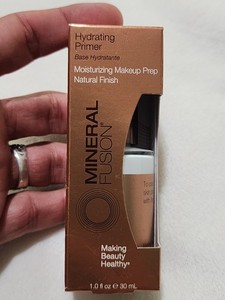 Hydrating
Primer
Base Hydratante
Moisturizing Makeup Prep
Natural Finish
MINERAL
FUSION®
Making
Beauty
Healthy®
1.0 fl oz ℮ 30 mL